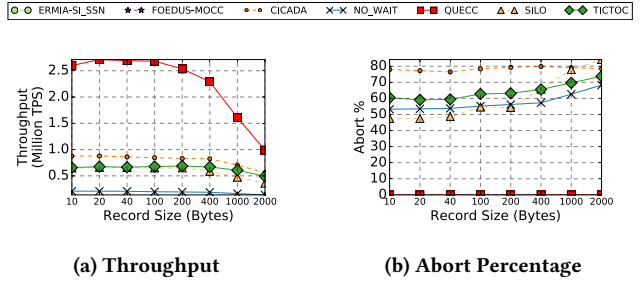 ERMIA-SI_SSN FOEDUS-MOCC CICADA NO_WAIT QUECC SILO TICTOC
Throughput
(Million TPS)
2.5
2.0
1.5
1.0
0.5
10 20 40 100 200 400 1000 2000
Record Size (Bytes)
(a) Throughput
Abort %
80
70
60
50
40
30
20
10
0
10 20 40 100 200 400 1000 2000
Record Size (Bytes)
(b) Abort Percentage